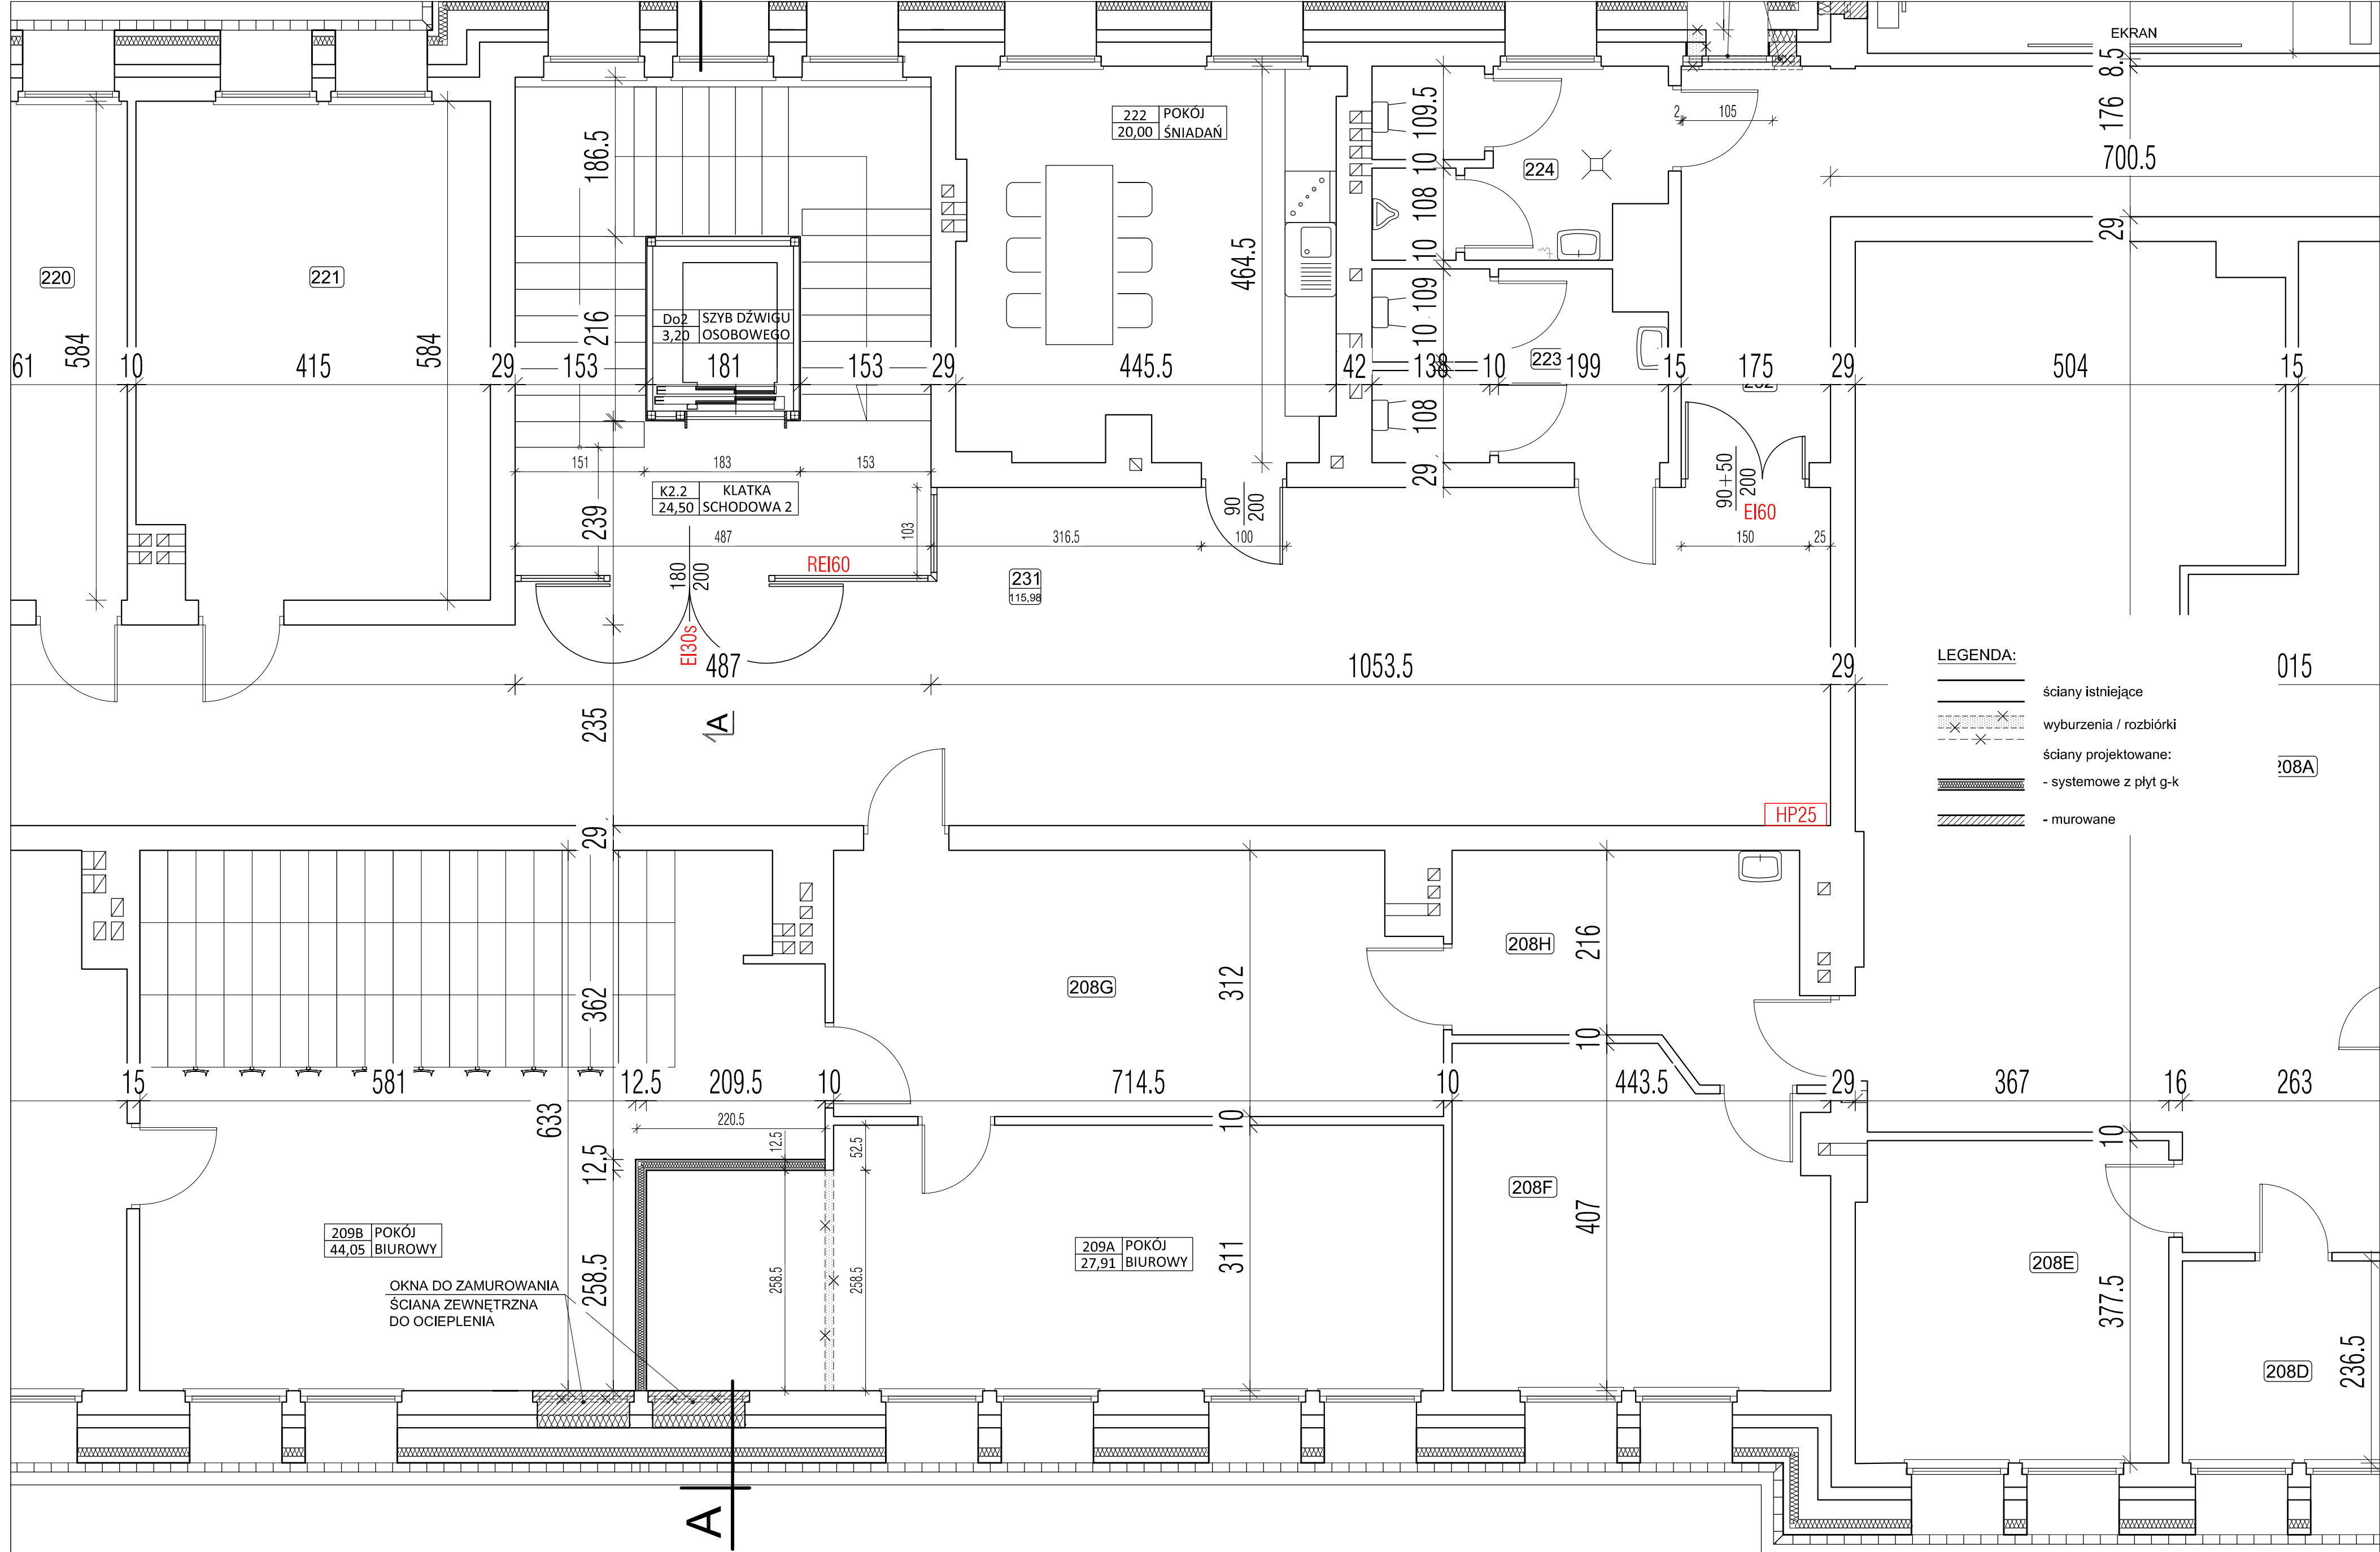 EKRAN
8.5
176
700.5
29
222 POKÓJ
20,00 ŚNIADAŃ
109.5
10
108
10
109
10
108
29
2
105
224
186.5
220
221
584
584
464.5
216
Do2 SZYB DŹWIGU
3,20 OSOBOWEGO
223
61
10
415
29
153
181
153
29
445.5
42
138
10
199
15
175
29
504
15
151
183
153
K2.2 KLATKA
24,50 SCHODOWA 2
239
103
487
316.5
90
200
100
90+50
200
EI60
150
25
REI60
180
200
EI30s
231
115,98
487
1053.5
29
015
LEGENDA:
ściany istniejące
wyburzenia / rozbiórki
ściany projektowane:
- systemowe z płyt g-k
- murowane
208A
235
A
HP25
29
362
208G
312
208H
216
10
15
581
12.5
209.5
10
714.5
10
443.5
29
367
16
263
633
220.5
12.5
12.5
52.5
10
10
209B POKÓJ
44,05 BIUROWY
258.5
258.5
258.5
209A POKÓJ
27,91 BIUROWY
311
208F
407
208E
377.5
208D
236.5
OKNA DO ZAMUROWANIA
ŚCIANA ZEWNĘTRZNA
DO OCIEPLENIA
A